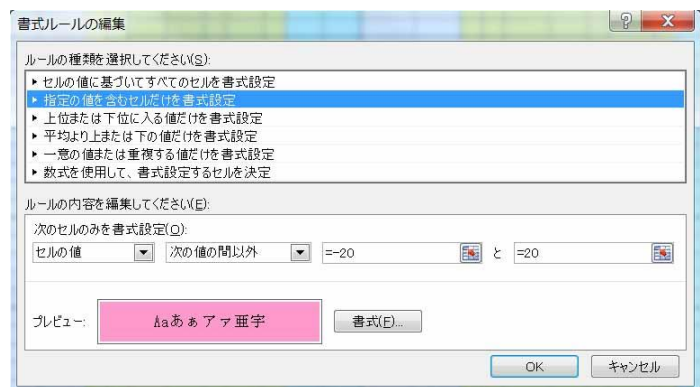 書式ルールの編集
ルールの種類を選択してください(S):
► セルの値に基づいてすべてのセルを書式設定
► 指定の値を含むセルだけを書式設定
► 上位または下位に入る値だけを書式設定
► 平均より上または下の値だけを書式設定
► 一意の値または重複する値だけを書式設定
► 数式を使用して、書式設定するセルを決定
ルールの内容を編集してください(E):
次のセルのみを書式設定(O):
セルの値 次の値の間以外 =-20 と =20
プレビュー: Aaあぁアァ亜宇 書式(F)...
OK キャンセル